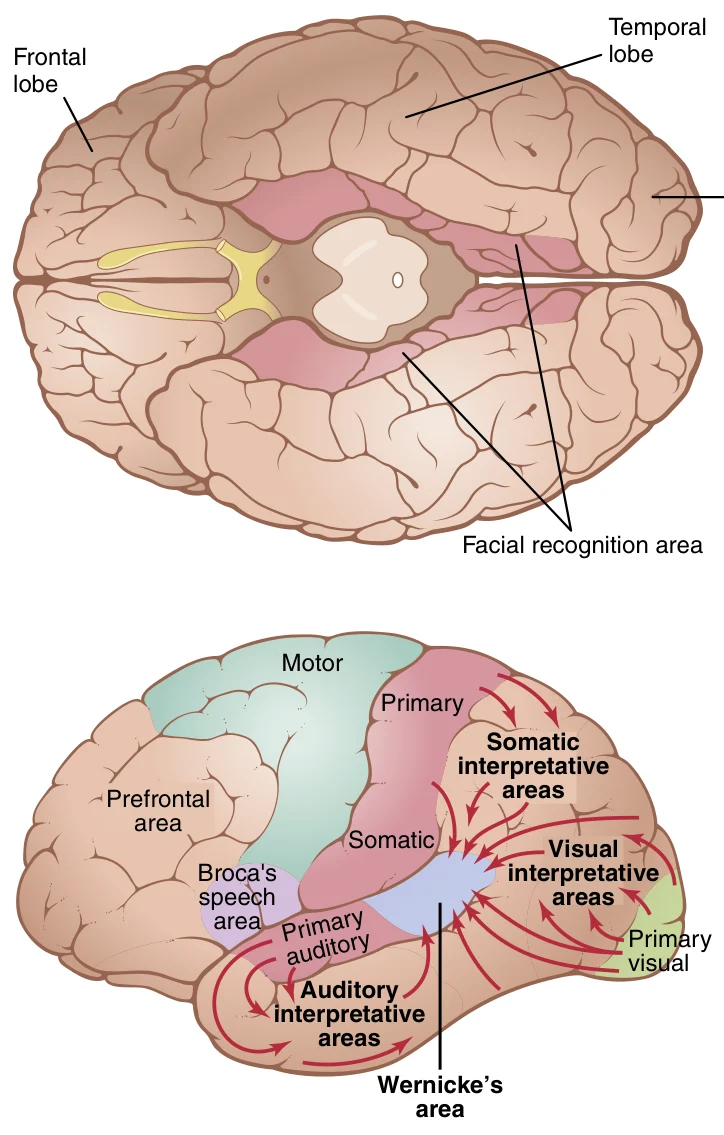 Frontal
lobe
Temporal
lobe
Facial recognition area
Motor
Primary
Somatic
interpretative
areas
Prefrontal
area
Somatic
Visual
interpretative
areas
Broca's
speech
area
Primary
auditory
Primary
visual
Auditory
interpretative
areas
Wernicke’s
area